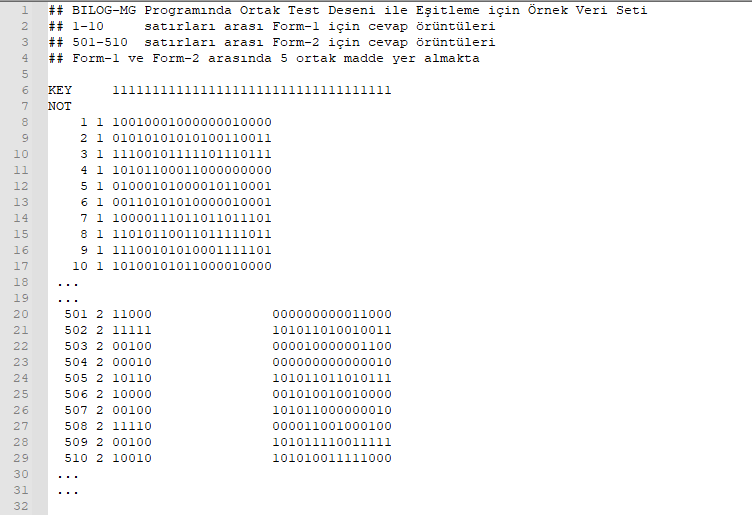 1 ## BILOG-MG Programında Ortak Test Deseni ile Eşitleme için Örnek Veri Seti
2 ## 1-10     satırları arası Form-1 için cevap örüntüleri
3 ## 501-510  satırları arası Form-2 için cevap örüntüleri
4 ## Form-1 ve Form-2 arasında 5 ortak madde yer almakta
5
6 KEY     11111111111111111111111111111111111
7 NOT
8     1 1 10010001000000010000
9     2 1 01010101010100110011
10     3 1 11100101111101110111
11     4 1 10101100011000000000
12     5 1 01000101000010110001
13     6 1 00110101010000010001
14     7 1 10000111011011011101
15     8 1 11010110011011111011
16     9 1 11100101010001111101
17    10 1 10100101011000010000
18  ...
19  ...
20   501 2 11000               000000000011000
21   502 2 11111               101011010010011
22   503 2 00100               000010000001100
23   504 2 00010               000000000000010
24   505 2 10110               101011011010111
25   506 2 10000               001010010010000
26   507 2 00100               101011000000010
27   508 2 11110               000011001000100
28   509 2 00100               101011110011111
29   510 2 10010               101010011111000
30  ...
31  ...
32